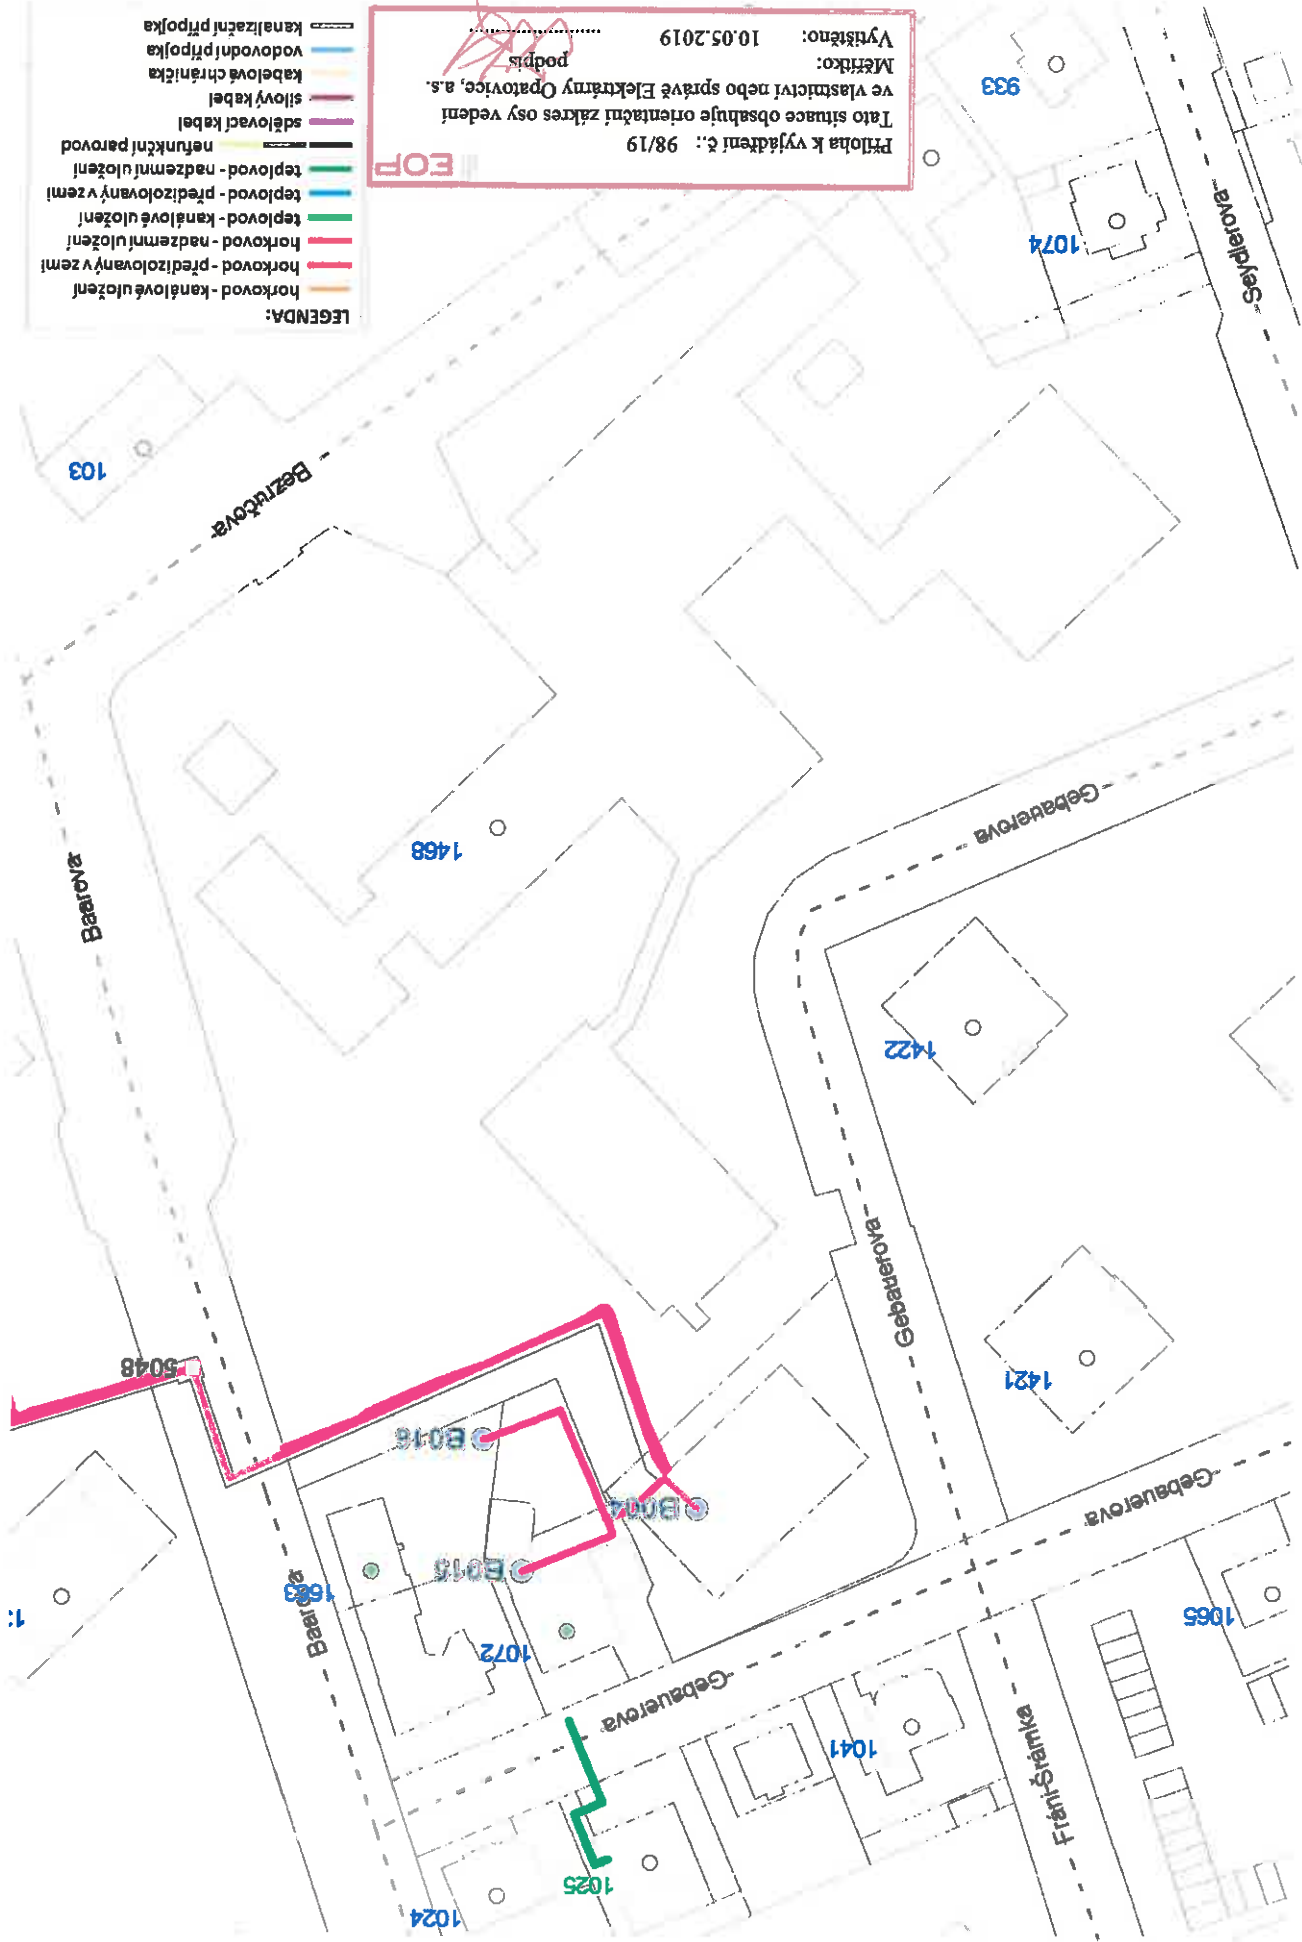 1024
1025
Fráni Šrámka
1041
Gebauerova
1072
1065
Baarova
B015
B004
Gebauerova
B016
5048
1421
Gebauerova
1422
Baarova
1468
Gebauerova
Bezručova
103
Seydlerova
1074
933
LEGENDA:
horkovod - kanálové uložení
horkovod - předizolovaný v zemi
horkovod - nadzemní uložení
teplovod - kanálové uložení
teplovod - předizolovaný v zemi
teplovod - nadzemní uložení
nefunkční parovod
sdělovací kabel
silový kabel
kabelová chránička
vodovodní přípojka
kanalizační přípojka
EOP
Příloha k vyjádření č.: 98/19
Tato situace obsahuje orientační zákres osy vedení
ve vlastnictví nebo správě Elektrárny Opatovice, a.s.
Měřítko: podpis
Vytištěno: 10.05.2019